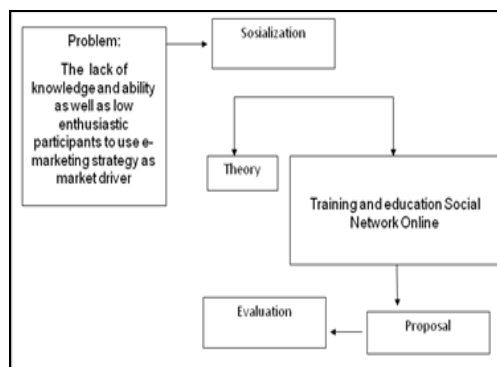 Problem:
The lack of
knowledge and ability
as well as low
enthusiastic
participants to use e-
marketing strategy as
market driver
Sosialization
Theory
Training and education Social
Network Online
Evaluation
Proposal